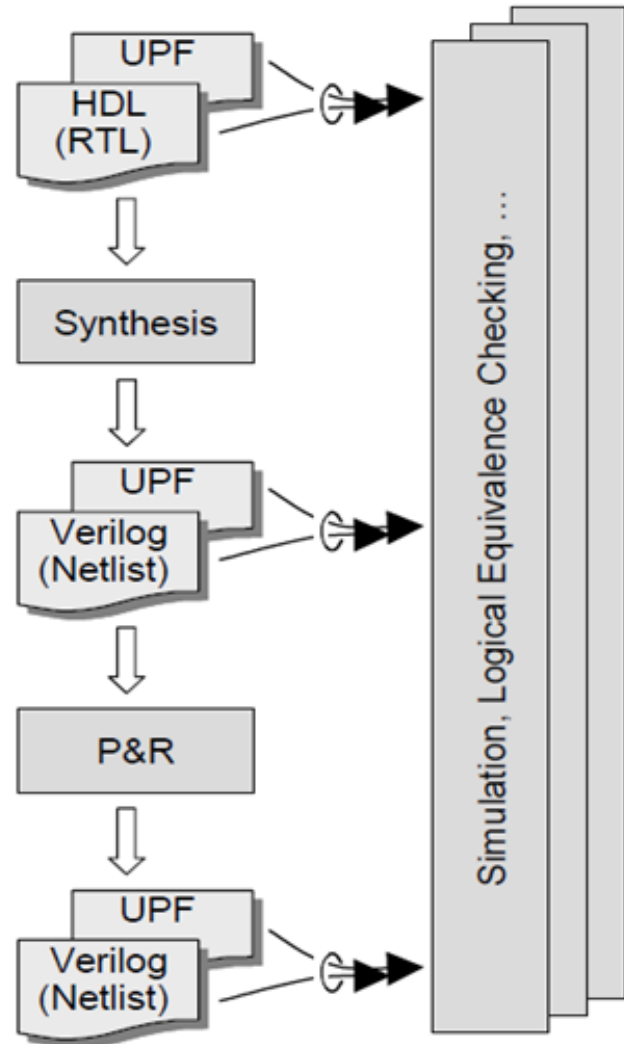 UPF
HDL
(RTL)
Synthesis
UPF
Verilog
(Netlist)
P&R
UPF
Verilog
(Netlist)
Simulation, Logical Equivalence Checking, ...